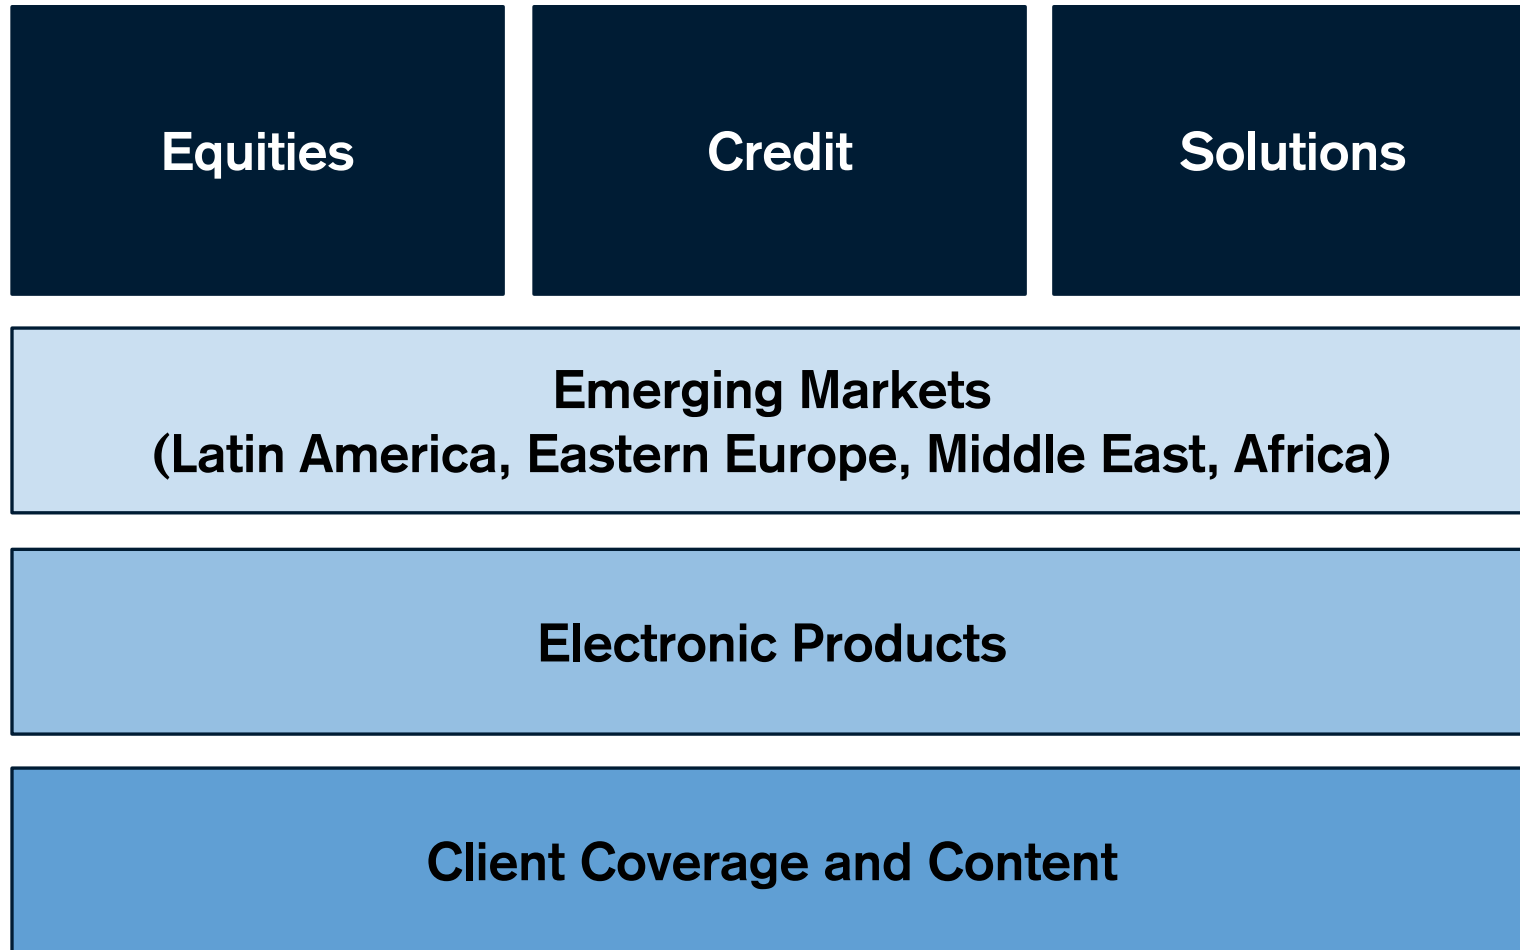 Equities
Credit
Solutions
Emerging Markets
(Latin America, Eastern Europe, Middle East, Africa)
Electronic Products
Client Coverage and Content